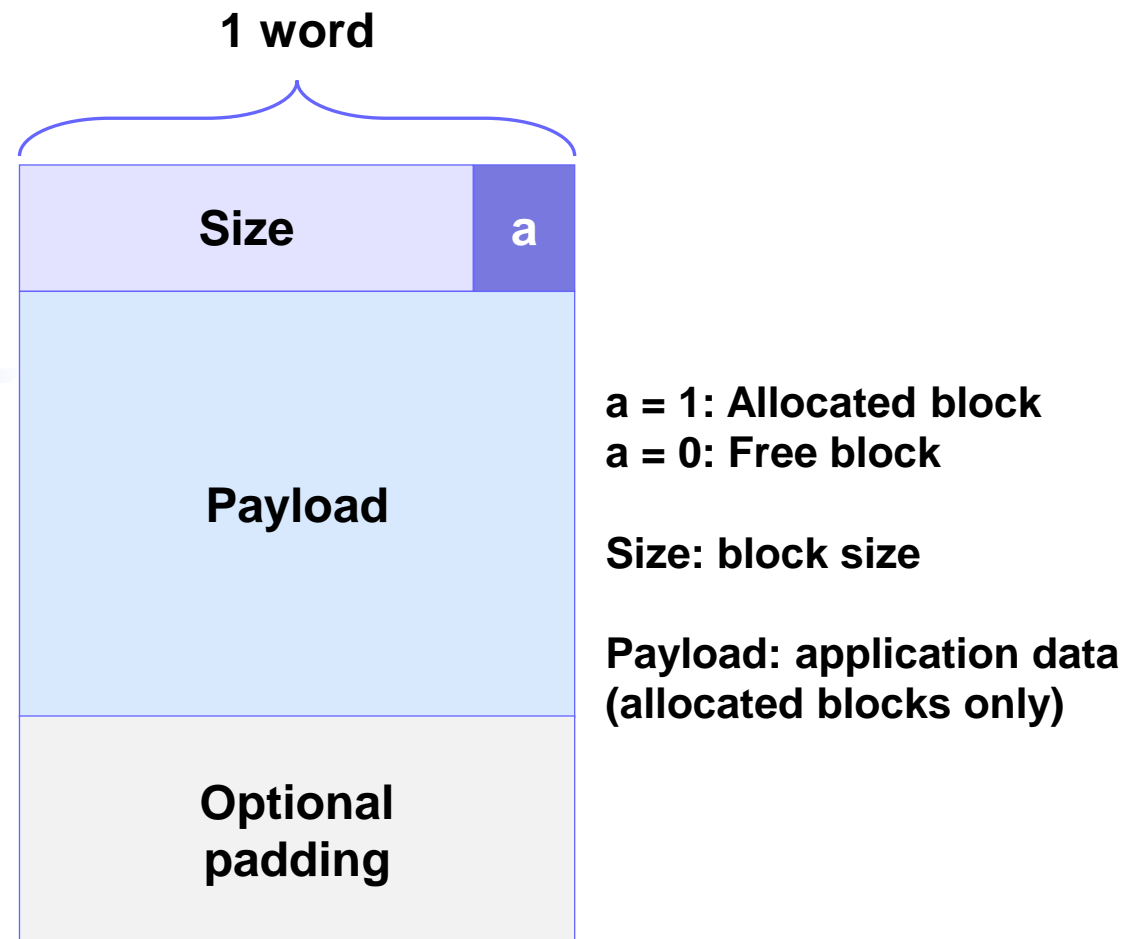 1 word
Size
a
Payload
a = 1: Allocated block
a = 0: Free block
Size: block size
Payload: application data
(allocated blocks only)
Optional
padding